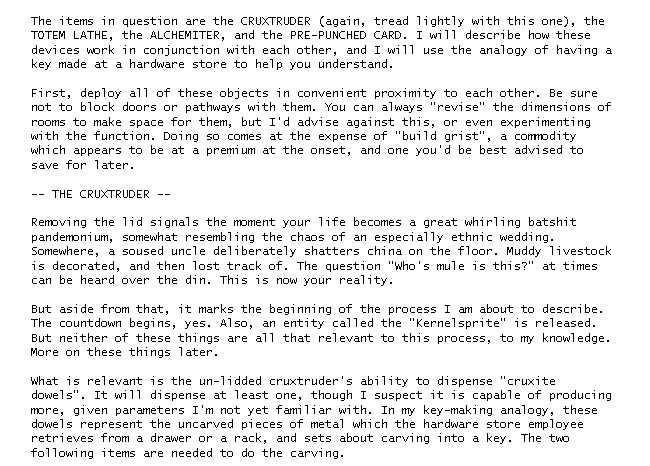 The items in question are the CRUXTRUDER (again, tread lightly with this one), the
TOTEM LATHE, the ALCHEMITER, and the PRE-PUNCHED CARD. I will describe how these
devices work in conjunction with each other, and I will use the analogy of having a
key made at a hardware store to help you understand.

First, deploy all of these objects in convenient proximity to each other. Be sure
not to block doors or pathways with them. You can always "revise" the dimensions of
rooms to make space for them, but I'd advise against this, or even experimenting
with the function. Doing so comes at the expense of "build grist", a commodity
which appears to be at a premium at the onset, and one you'd be best advised to
save for later.

-- THE CRUXTRUDER --

Removing the lid signals the moment your life becomes a great whirling batshit
pandemonium, somewhat resembling the chaos of an especially ethnic wedding.
Somewhere, a soused uncle deliberately shatters china on the floor. Muddy livestock
is decorated, and then lost track of. The question "Who's mule is this?" at times
can be heard over the din. This is now your reality.

But aside from that, it marks the beginning of the process I am about to describe.
The countdown begins, yes. Also, an entity called the "Kernelsprite" is released.
But neither of these things are all that relevant to this process, to my knowledge.
More on these things later.

What is relevant is the un-lidded cruxtruder's ability to dispense "cruxite
dowels". It will dispense at least one, though I suspect it is capable of producing
more, given parameters I'm not yet familiar with. In my key-making analogy, these
dowels represent the uncarved pieces of metal which the hardware store employee
retrieves from a drawer or a rack, and sets about carving into a key. The two
following items are needed to do the carving.